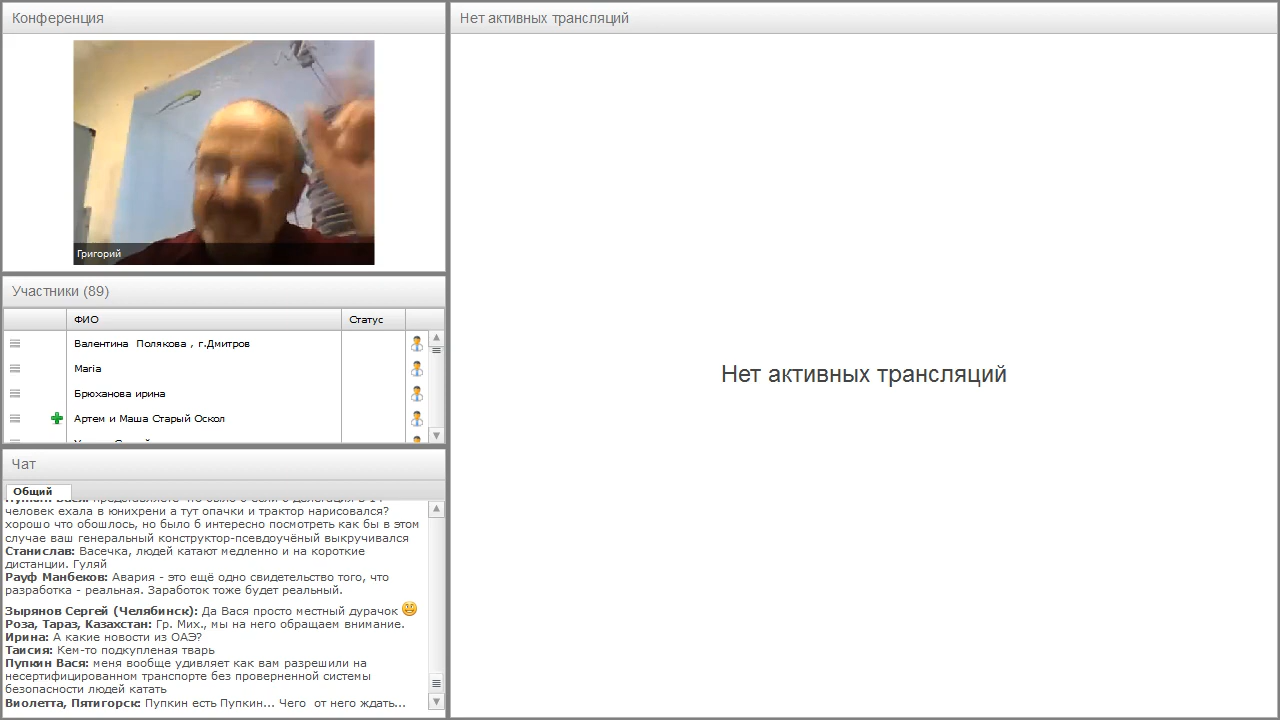 Конференция
Нет активных трансляций
Григорий
Участники (89)
ФИО
Статус
Валентина Полякова , г.Дмитров
Maria
Брюханова ирина
Артем и Маша Старый Оскол
Нет активных трансляций
Чат
Общий
человек ехала в юнихрени а тут опачки и трактор нарисовался?
хорошо что обошлось, но было б интересно посмотреть как бы в этом
случае ваш генеральный конструктор-псевдоучёный выкручивался
Станислав: Васечка, людей катают медленно и на короткие
дистанции. Гуляй
Рауф Манбеков: Авария - это ещё одно свидетельство того, что
разработка - реальная. Заработок тоже будет реальный.
Зырянов Сергей (Челябинск): Да Вася просто местный дурачок
Роза, Тараз, Казахстан: Гр. Мих., мы на него обращаем внимание.
Ирина: А какие новости из ОАЭ?
Таисия: Кем-то подкупленая тварь
Пупкин Вася: меня вообще удивляет как вам разрешили на
несертифицированном транспорте без проверенной системы
безопасности людей катать
Виолетта, Пятигорск: Пупкин есть Пупкин... Чего от него ждать...